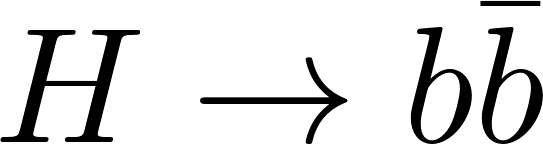 H → bb̅